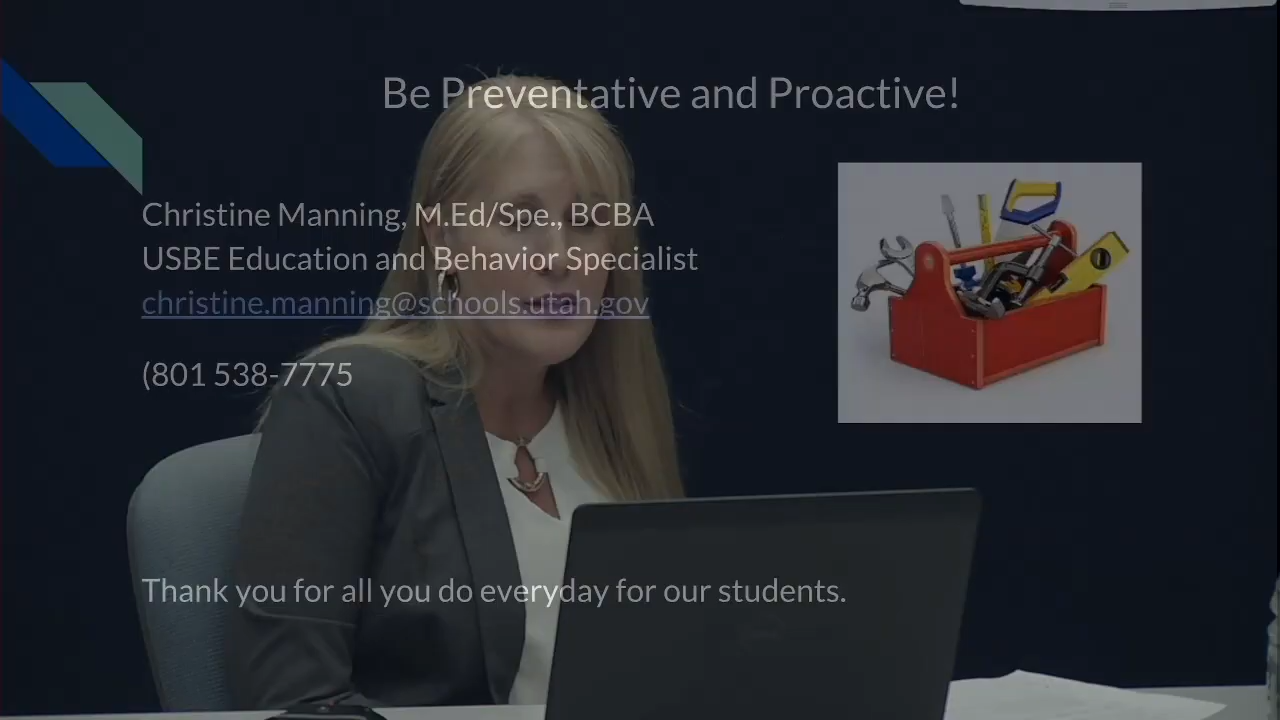 Be Preventative and Proactive!
Christine Manning, M.Ed/Spe., BCBA
USBE Education and Behavior Specialist
christine.manning@schools.utah.gov
(801 538-7775
Thank you for all you do everyday for our students.